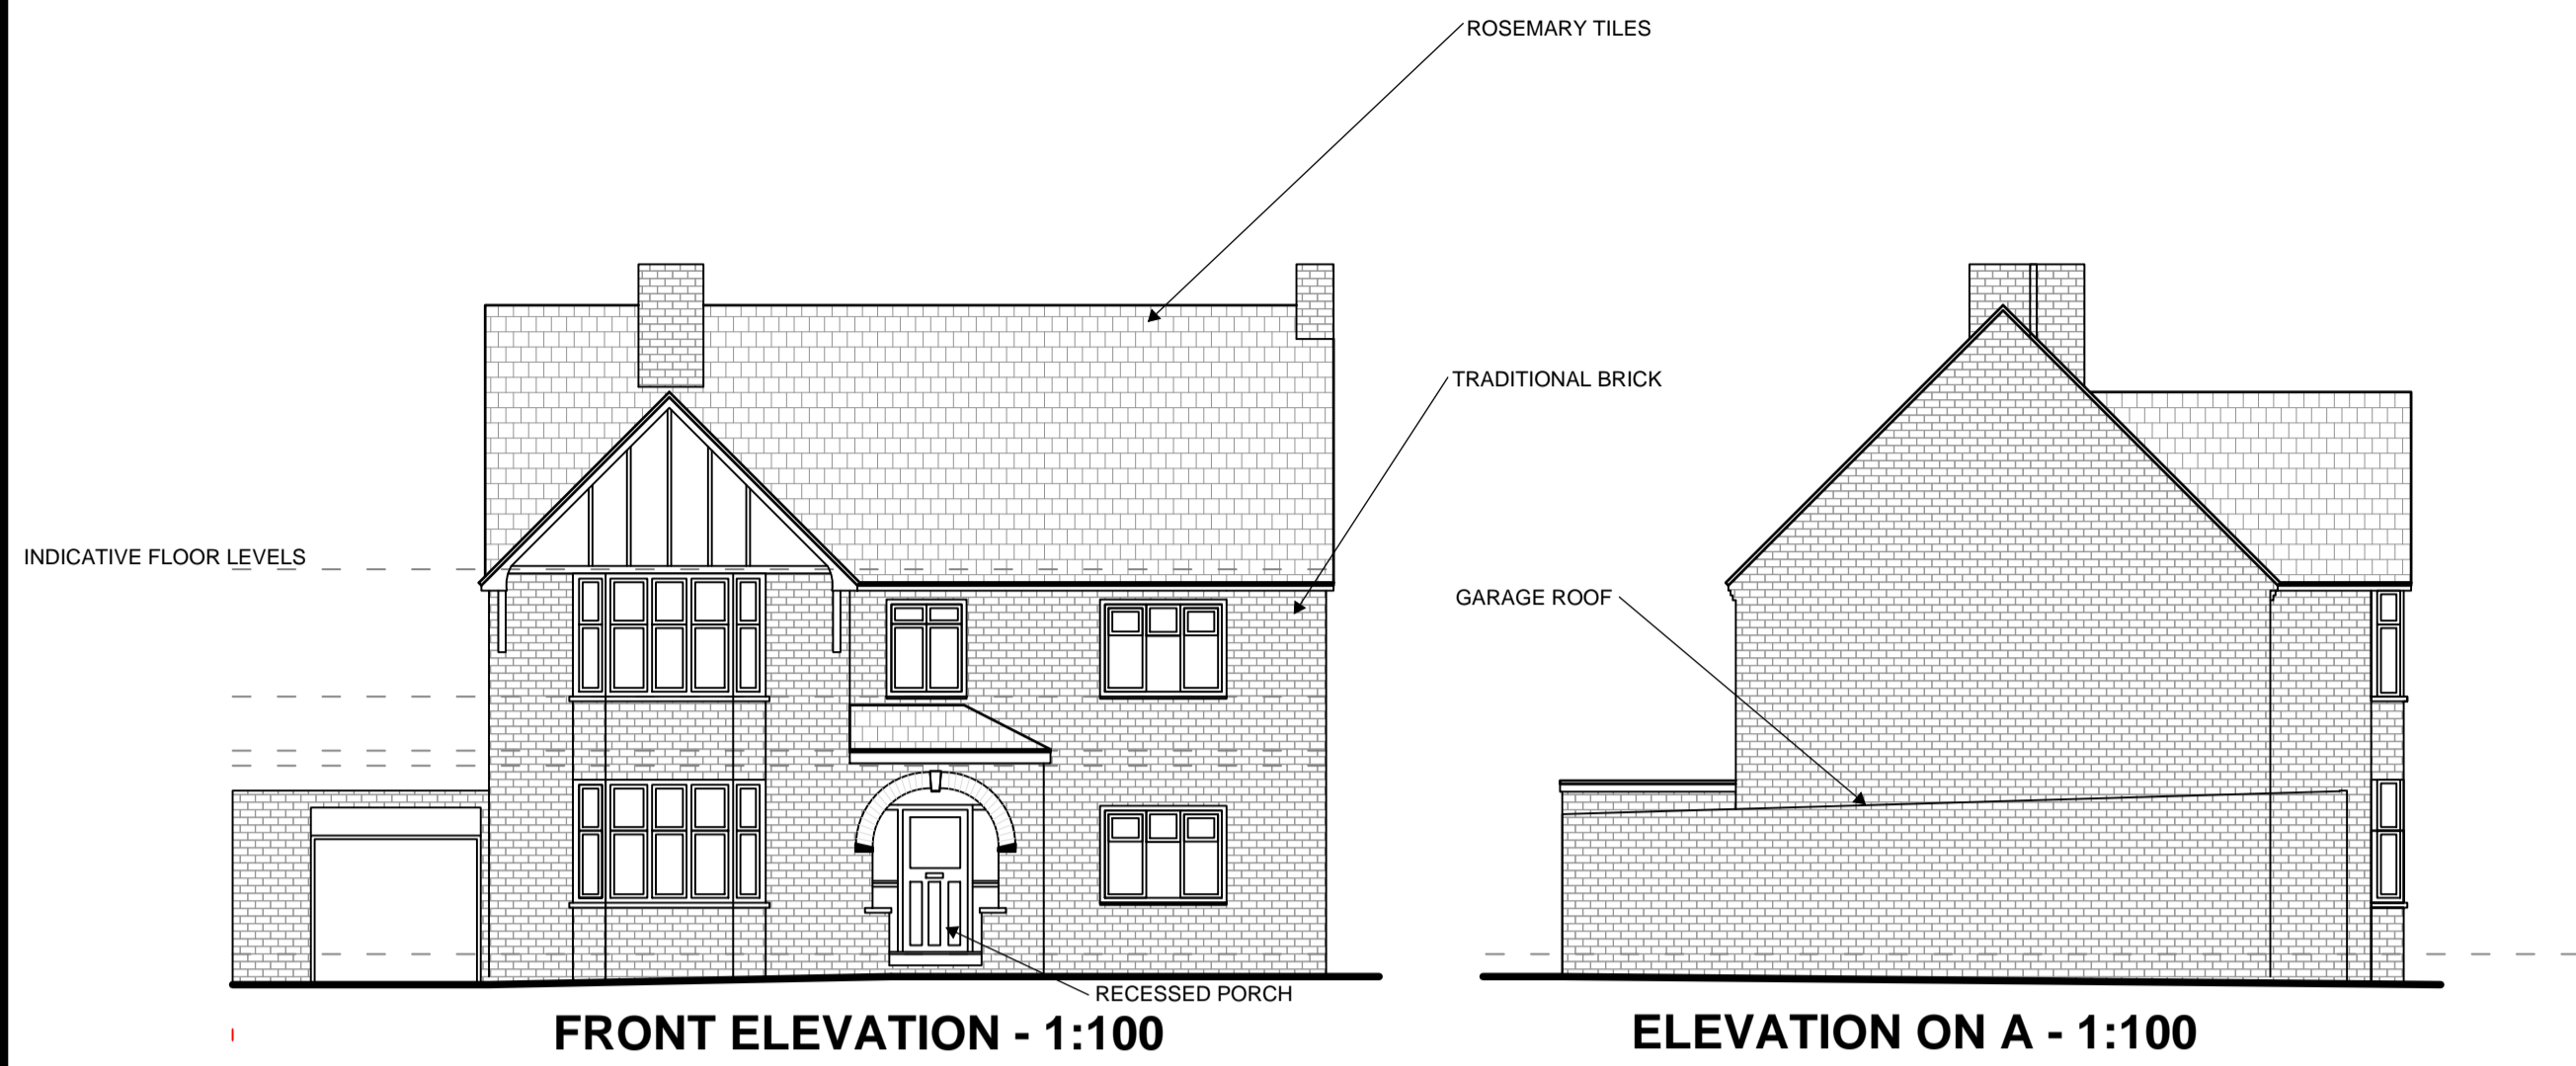 ROSEMARY TILES
TRADITIONAL BRICK
INDICATIVE FLOOR LEVELS
GARAGE ROOF
RECESSED PORCH
FRONT ELEVATION - 1:100
ELEVATION ON A - 1:100